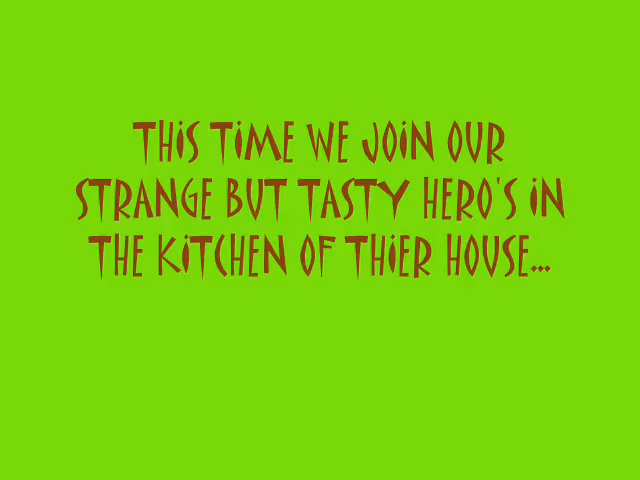 THIS TIME WE JOIN OUR
STRANGE BUT TASTY HERO'S IN
THE KITCHEN OF THIER HOUSE...